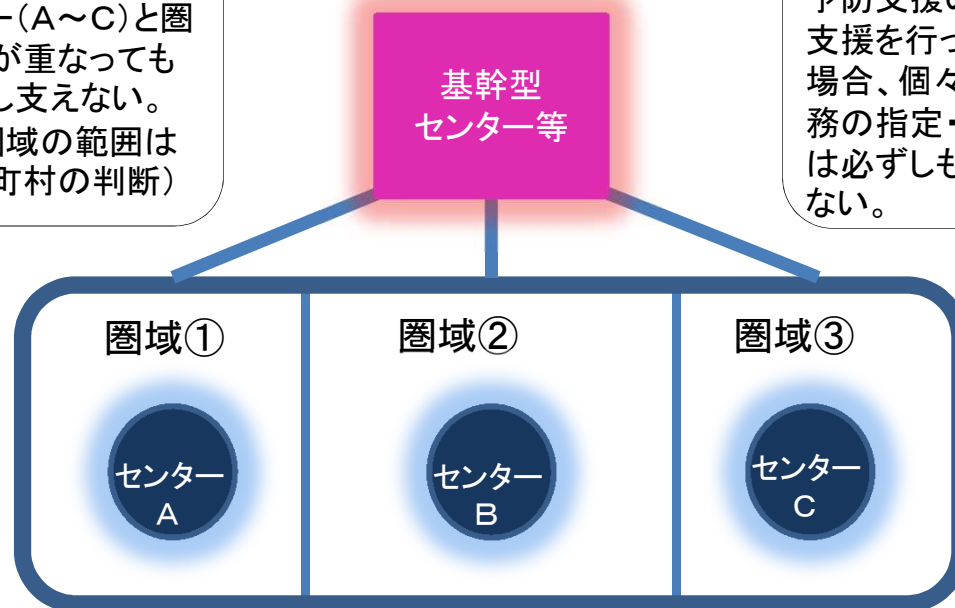 ー(A～C)と圏
が重なっても
し支えない。
域の範囲は
町村の判断)
基幹型
センター等
支援を行っ
場合、個々
務の指定・
は必ずしも
ない。
圏域①
圏域②
圏域③
センター
A
センター
B
センター
C